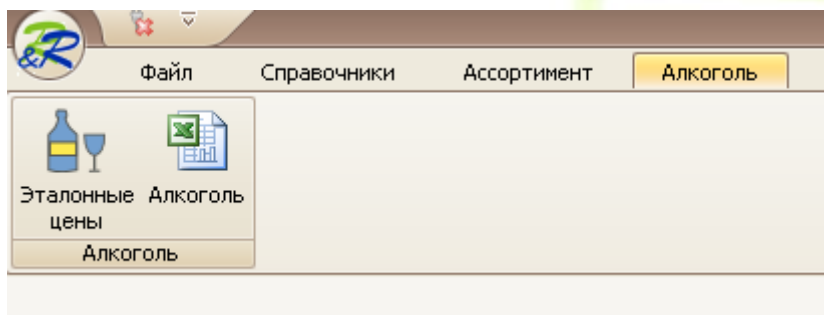 R&R
Файл Справочники Ассортимент Алкоголь
Эталонные цены Алкоголь
Алкоголь